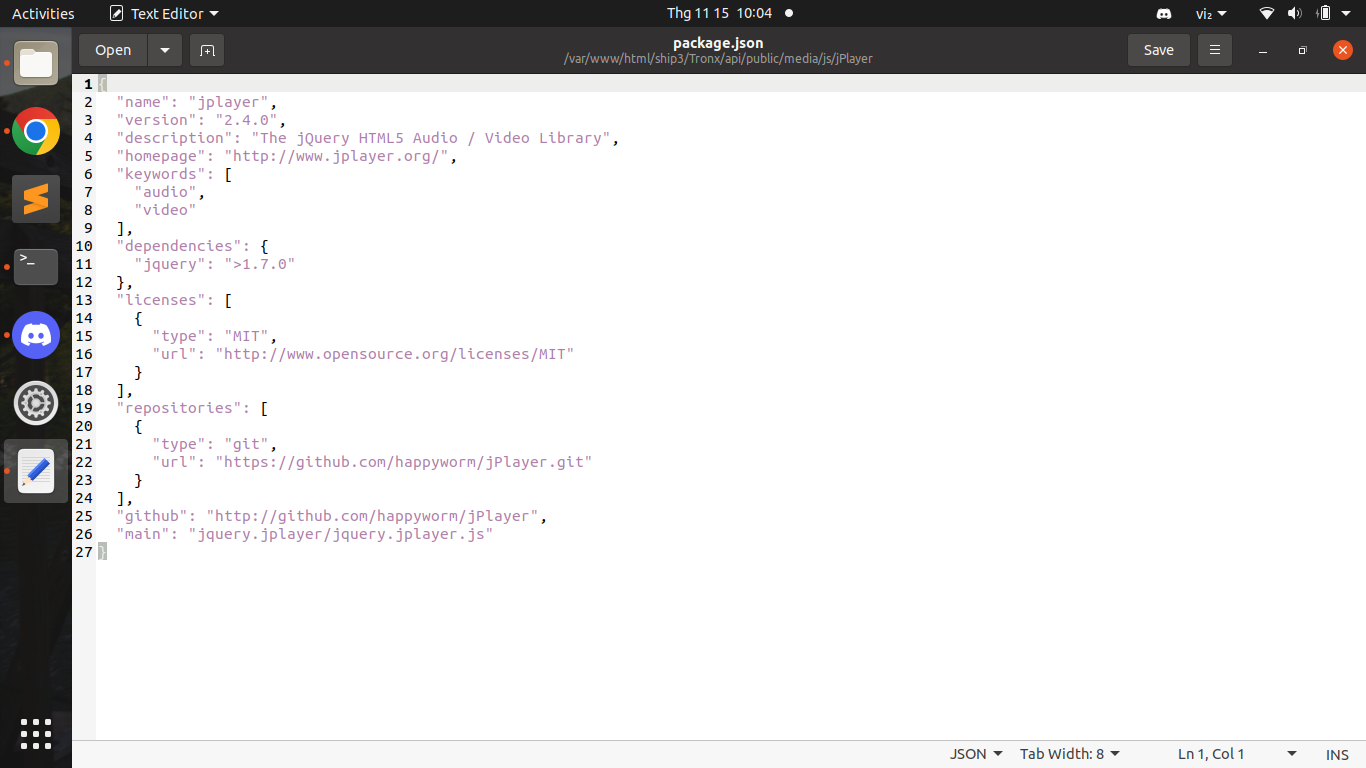 Activities Text Editor Thg 11 15 10:04 vi₂
Open package.json Save
/var/www/html/ship3/Tronx/api/public/media/js/jPlayer
1 {
2   "name": "jplayer",
3   "version": "2.4.0",
4   "description": "The jQuery HTML5 Audio / Video Library",
5   "homepage": "http://www.jplayer.org/",
6   "keywords": [
7     "audio",
8     "video"
9   ],
10   "dependencies": {
11     "jquery": ">1.7.0"
12   },
13   "licenses": [
14     {
15       "type": "MIT",
16       "url": "http://www.opensource.org/licenses/MIT"
17     }
18   ],
19   "repositories": [
20     {
21       "type": "git",
22       "url": "https://github.com/happyworm/jPlayer.git"
23     }
24   ],
25   "github": "http://github.com/happyworm/jPlayer",
26   "main": "jquery.jplayer/jquery.jplayer.js"
27 }
>_
JSON Tab Width: 8 Ln 1, Col 1 INS